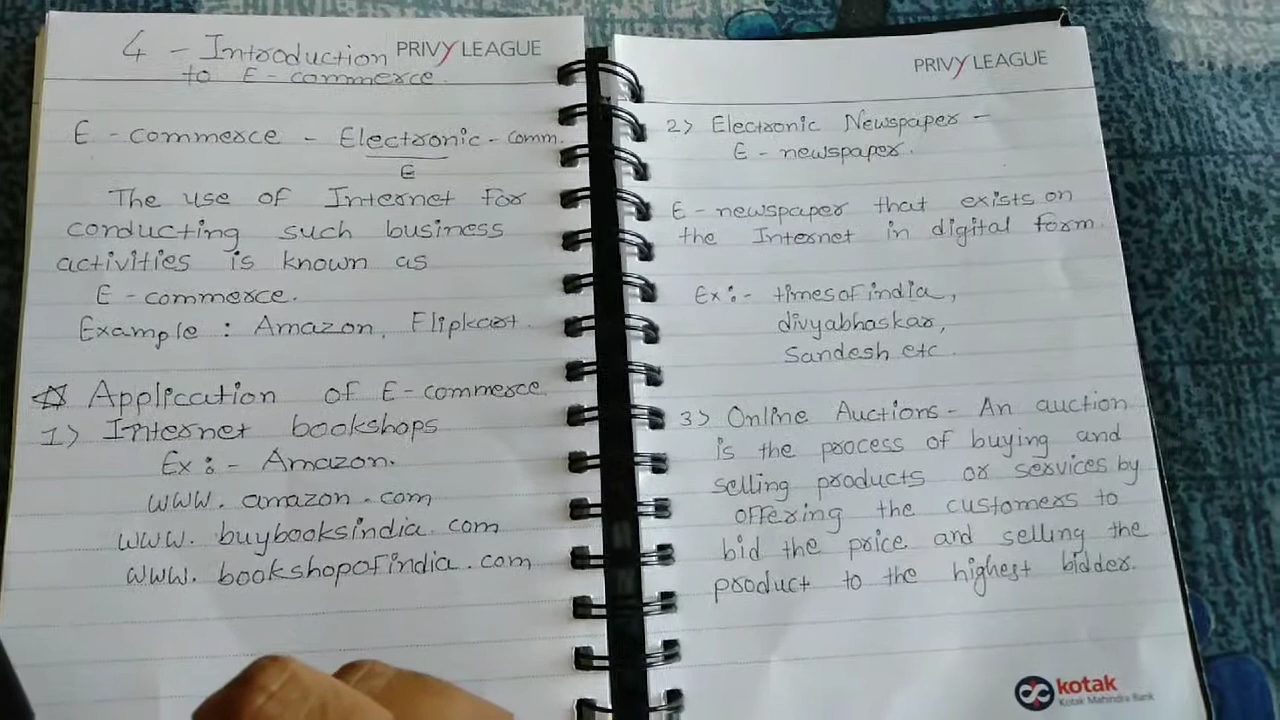 4 - Introduction
to E-commerce
PRIVY LEAGUE
E-commerce - Electronic-comm.
E
The use of Internet for
conducting such business
activities is known as
E-commerce.
Example : Amazon, Flipkart.
☆ Application of E-commerce
1) Internet bookshops
Ex :- Amazon.
www.amazon.com
www.buybooksindia.com
www.bookshopofindia.com
PRIVY LEAGUE
2) Electronic Newspaper -
E-newspaper.
E-newspaper that exists on
the Internet in digital form.
Ex :- timesofindia,
divyabhaskar,
Sandesh etc.
3) Online Auctions - An auction
is the process of buying and
selling products or services by
offering the customers to
bid the price and selling the
product to the highest bidder.
kotak
Kotak Mahindra Bank